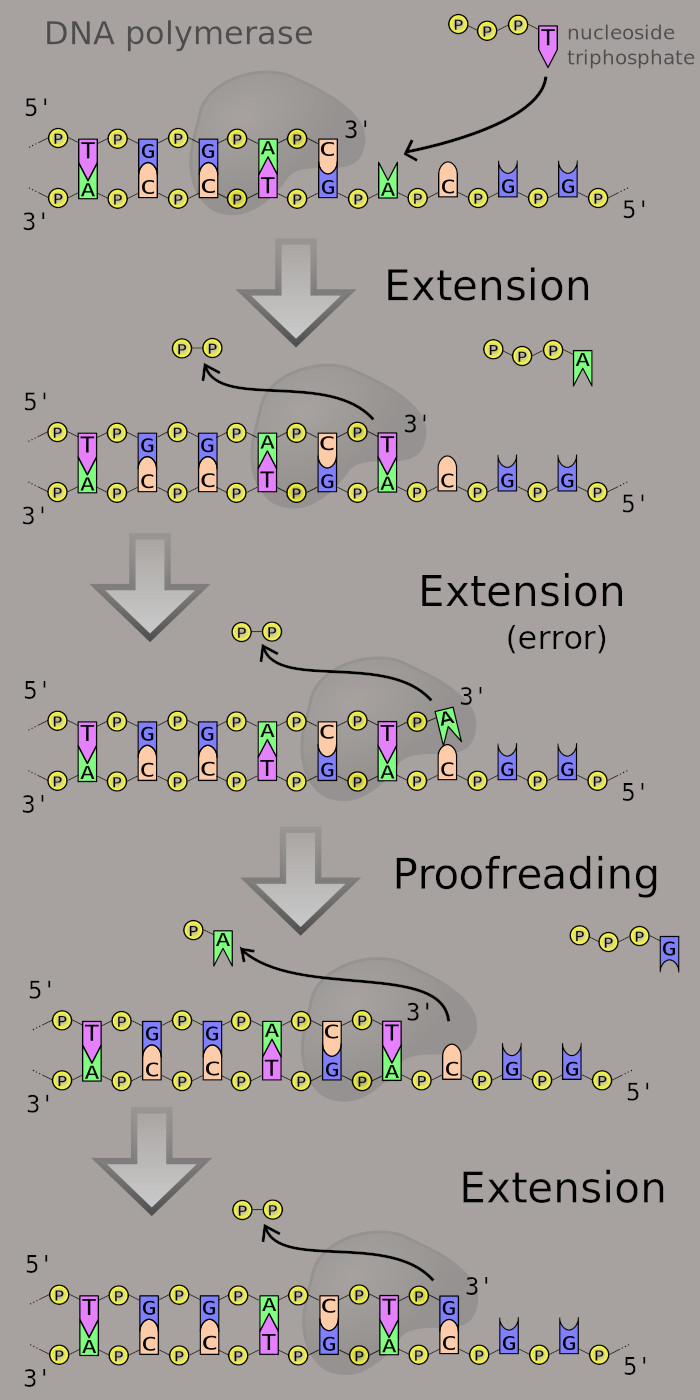 DNA polymerase
P P P T nucleoside
triphosphate
5'
3'
P P P P P
T G G A C
A C C T G A C G G
P P P P P P P P P P
3'
5'
Extension
P P
P P P A
5'
3'
P P P P P P
T G G A C T
A C C T G A C G G
P P P P P P P P P P
3'
5'
Extension
(error)
P P
5'
3'
P P P P P P P
T G G A C T A
A C C T G A C G G
P P P P P P P P P P
3'
5'
Proofreading
P A
P P P G
5'
3'
P P P P P P
T G G A C T
A C C T G A C G G
P P P P P P P P P P
3'
5'
Extension
P P
5'
3'
P P P P P P P
T G G A C T G
A C C T G A C G G
P P P P P P P P P P
3'
5'